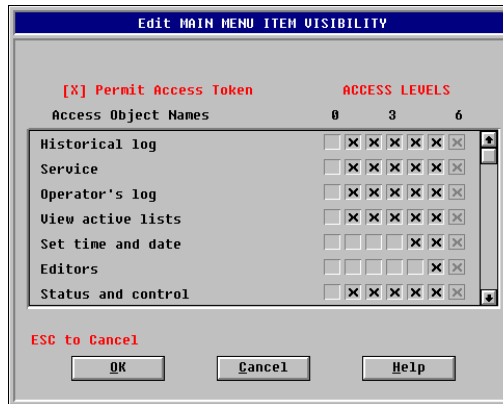 Edit MAIN MENU ITEM VISIBILITY
[X] Permit Access Token ACCESS LEVELS
Access Object Names 0 3 6
Historical log
Service
Operator's log
View active lists
Set time and date
Editors
Status and control
ESC to Cancel
OK Cancel Help